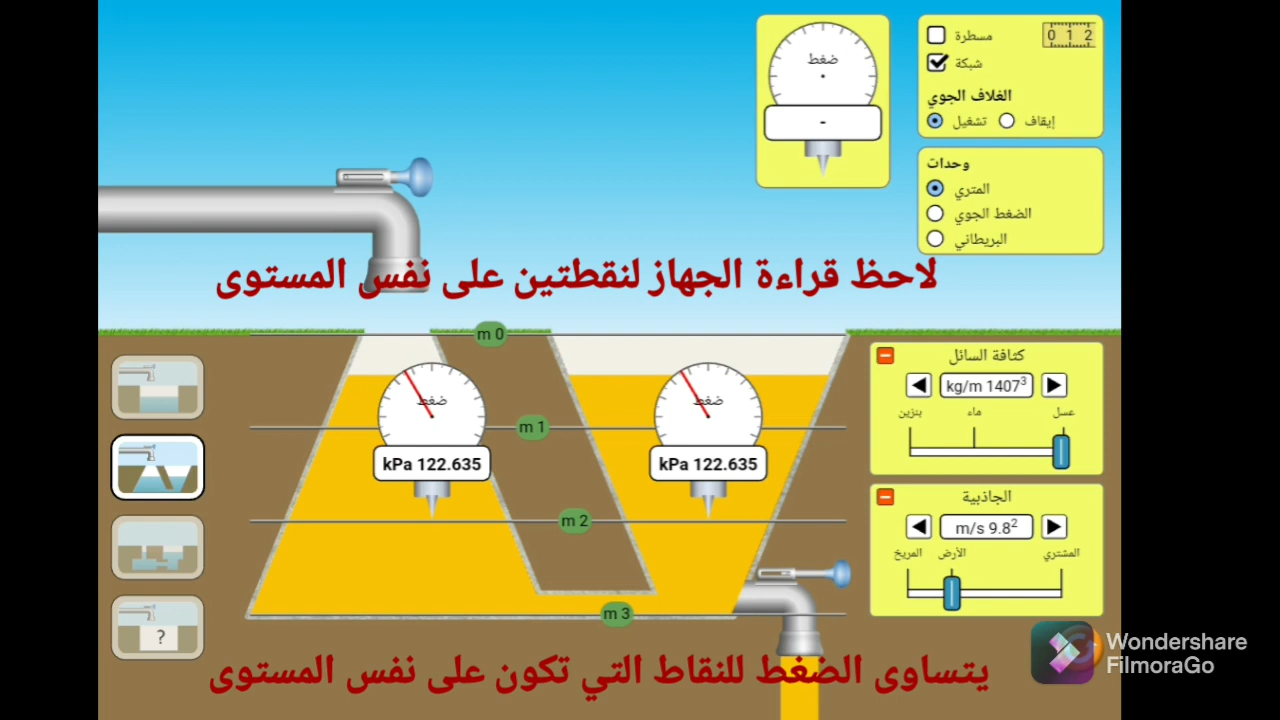 ضغط
-
مسطرة
0 1 2
شبكة
الغلاف الجوي
تشغيل
إيقاف
وحدات
المتري
الضغط الجوي
البريطاني
لاحظ قراءة الجهاز لنقطتين على نفس المستوى
m 0
ضغط
kPa 122.635
ضغط
kPa 122.635
m 1
m 2
m 3
كثافة السائل
kg/m 1407³
بنزين
ماء
عسل
الجاذبية
m/s 9.8²
المريخ
الأرض
المشتري
?
يتساوى الضغط للنقاط التي تكون على نفس المستوى
Wondershare
FilmoraGo